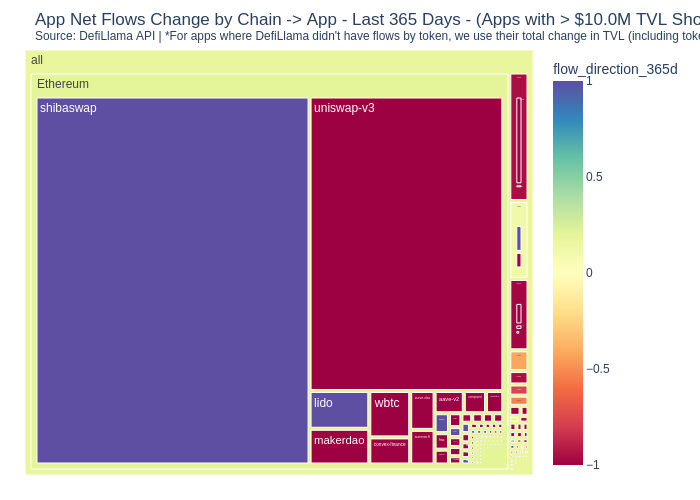 App Net Flows Change by Chain -> App - Last 365 Days - (Apps with > $10.0M TVL Sho
Source: DefiLlama API | *For apps where DefiLlama didn't have flows by token, we use their total change in TVL (including toke
all
Ethereum
shibaswap
uniswap-v3
lido
makerdao
wbtc
convex-finance
aave-v2
compound
flow_direction_365d
1
0.5
0
−0.5
−1